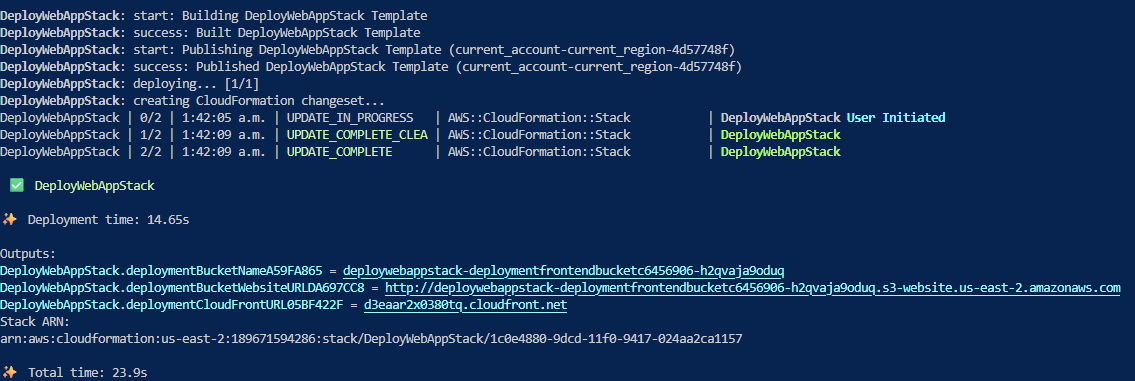 DeployWebAppStack: start: Building DeployWebAppStack Template
DeployWebAppStack: success: Built DeployWebAppStack Template
DeployWebAppStack: start: Publishing DeployWebAppStack Template (current_account-current_region-4d57748f)
DeployWebAppStack: success: Published DeployWebAppStack Template (current_account-current_region-4d57748f)
DeployWebAppStack: deploying... [1/1]
DeployWebAppStack: creating CloudFormation changeset...
DeployWebAppStack | 0/2 | 1:42:05 a.m. | UPDATE_IN_PROGRESS | AWS::CloudFormation::Stack | DeployWebAppStack User Initiated
DeployWebAppStack | 1/2 | 1:42:09 a.m. | UPDATE_COMPLETE_CLEA | AWS::CloudFormation::Stack | DeployWebAppStack
DeployWebAppStack | 2/2 | 1:42:09 a.m. | UPDATE_COMPLETE | AWS::CloudFormation::Stack | DeployWebAppStack
✅ DeployWebAppStack
✨ Deployment time: 14.65s
Outputs:
DeployWebAppStack.deploymentBucketNameA59FA865 = deploywebappstack-deploymentfrontendbucketc6456906-h2qvaja9oduq
DeployWebAppStack.deploymentBucketWebsiteURLDA697CC8 = http://deploywebappstack-deploymentfrontendbucketc6456906-h2qvaja9oduq.s3-website.us-east-2.amazonaws.com
DeployWebAppStack.deploymentCloudFrontURL05BF422F = d3eaar2x0380tq.cloudfront.net
Stack ARN:
arn:aws:cloudformation:us-east-2:189671594286:stack/DeployWebAppStack/1c0e4880-9dcd-11f0-9417-024aa2ca1157
✨ Total time: 23.9s